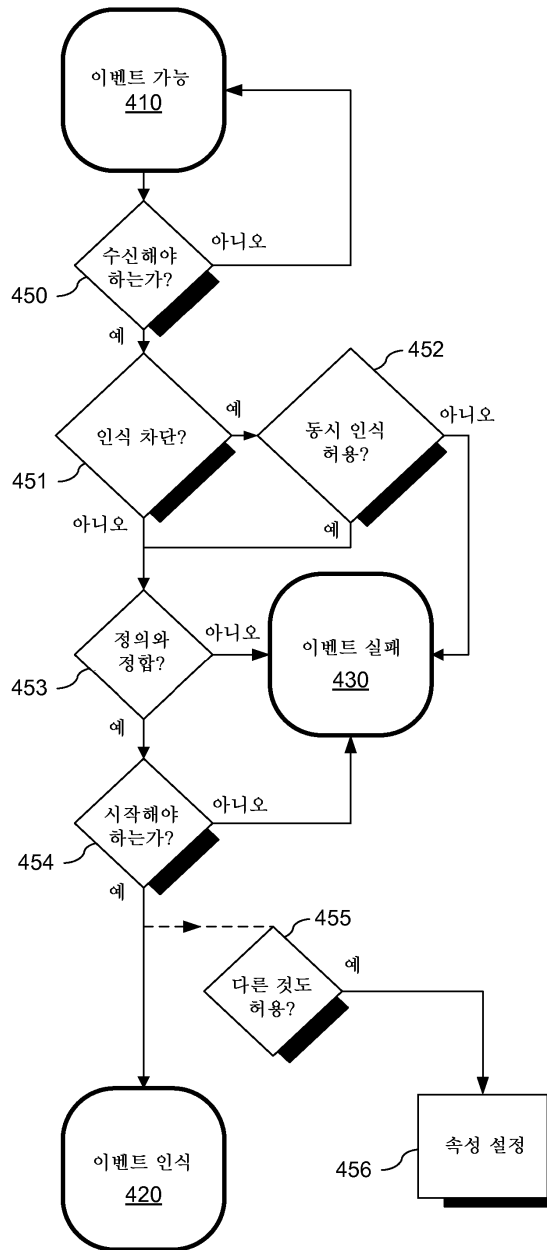 이벤트 가능
410
수신해야
하는가?
아니오
450
예
452
인식 차단?
예
동시 인식
허용?
아니오
451
아니오
예
정의와
정합?
아니오
이벤트 실패
430
453
예
시작해야
하는가?
아니오
454
예
455
다른 것도
허용?
예
이벤트 인식
420
속성 설정
456